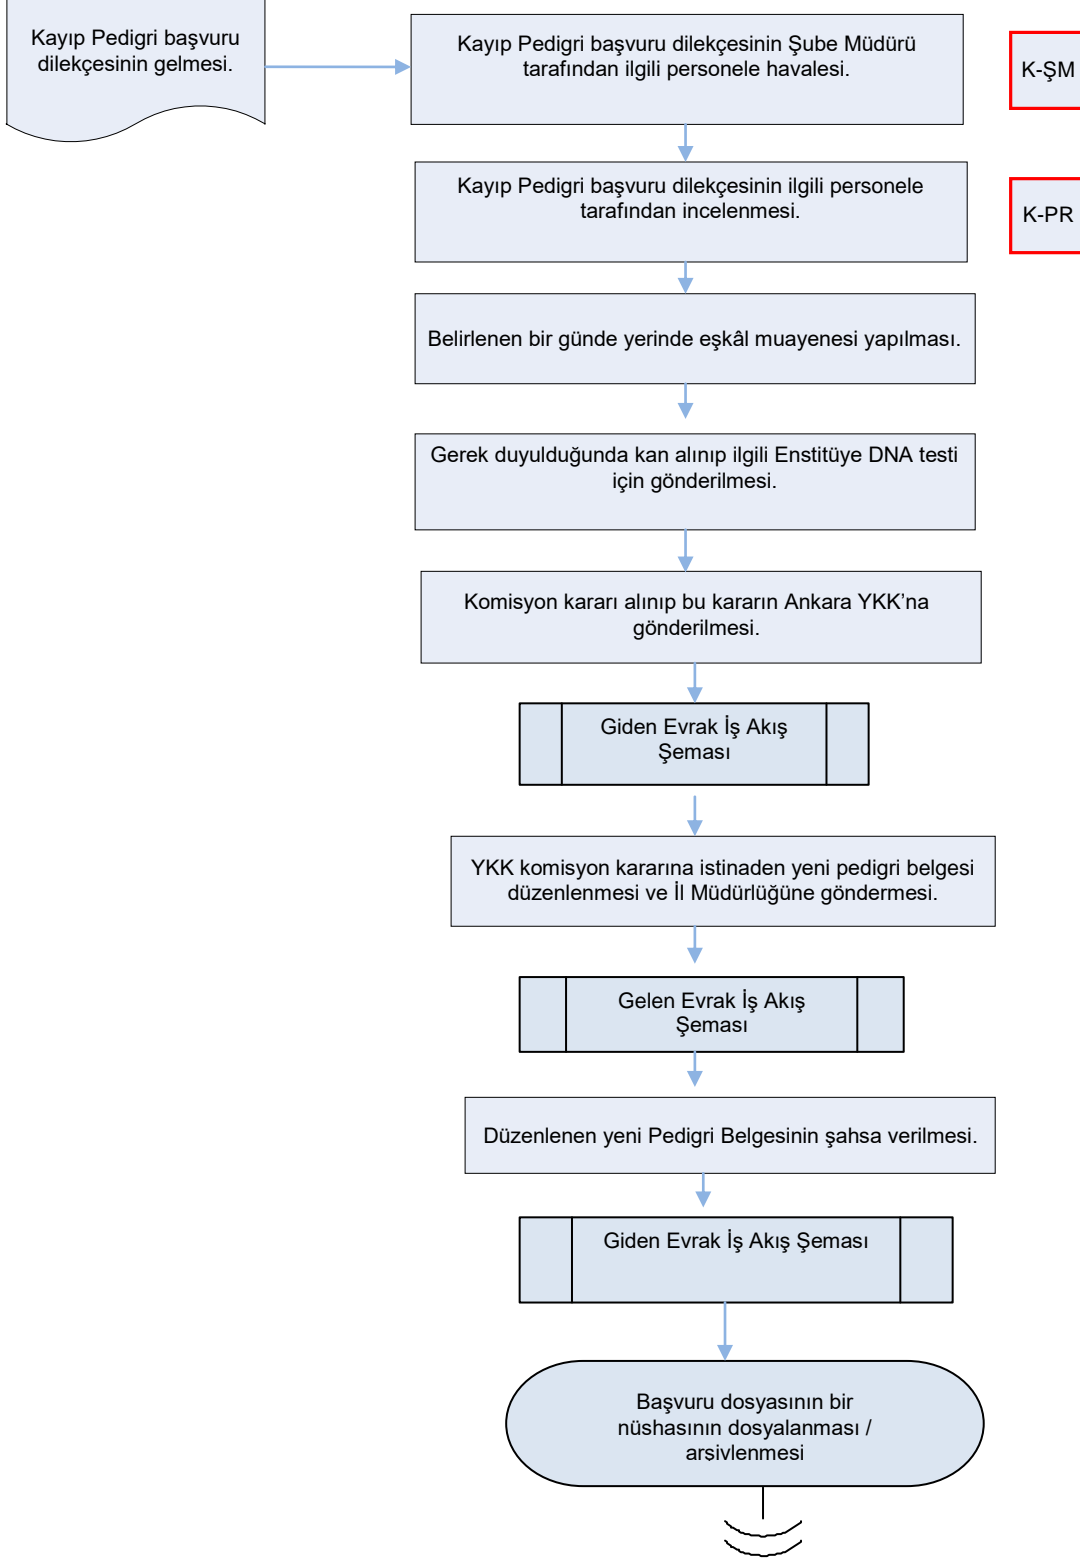 Kayıp Pedigri başvuru
dilekçesinin gelmesi.
Kayıp Pedigri başvuru dilekçesinin Şube Müdürü
tarafından ilgili personele havalesi.
K-ŞM
Kayıp Pedigri başvuru dilekçesinin ilgili personele
tarafından incelenmesi.
K-PR
Belirlenen bir günde yerinde eşkâl muayenesi yapılması.
Gerek duyulduğunda kan alınıp ilgili Enstitüye DNA testi
için gönderilmesi.
Komisyon kararı alınıp bu kararın Ankara YKK’na
gönderilmesi.
Giden Evrak İş Akış
Şeması
YKK komisyon kararına istinaden yeni pedigri belgesi
düzenlenmesi ve İl Müdürlüğüne göndermesi.
Gelen Evrak İş Akış
Şeması
Düzenlenen yeni Pedigri Belgesinin şahsa verilmesi.
Giden Evrak İş Akış Şeması
Başvuru dosyasının bir
nüshasının dosyalanması /
arşivlenmesi